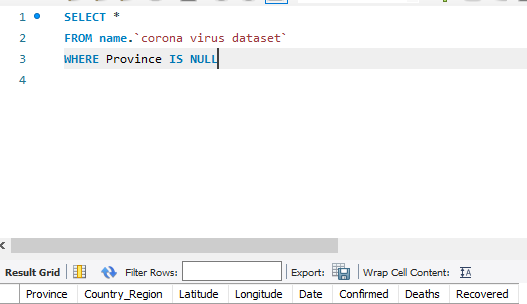 1 SELECT *
2 FROM name.`corona virus dataset`
3 WHERE Province IS NULL
4
Result Grid Filter Rows: Export: Wrap Cell Content:
Province Country_Region Latitude Longitude Date Confirmed Deaths Recovered